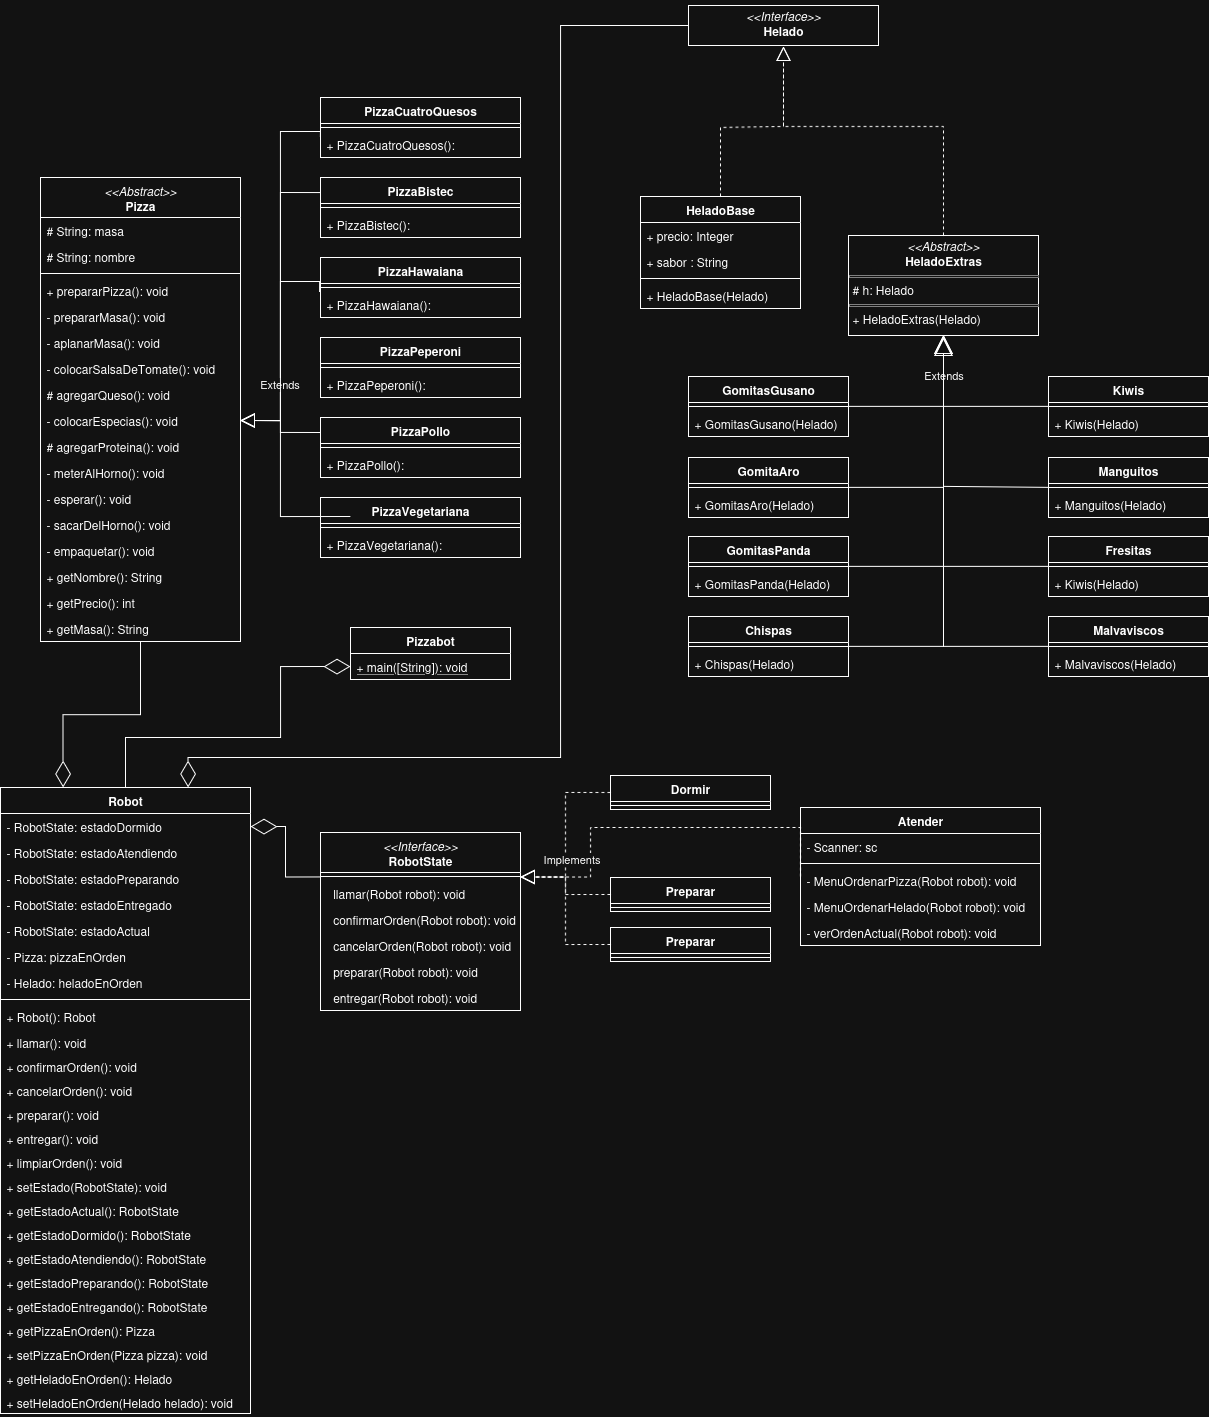 <<Interface>>
Helado
PizzaCuatroQuesos
+ PizzaCuatroQuesos():
<<Abstract>>
Pizza
# String: masa
# String: nombre
+ prepararPizza(): void
- prepararMasa(): void
- aplanarMasa(): void
- colocarSalsaDeTomate(): void
# agregarQueso(): void
- colocarEspecias(): void
# agregarProteina(): void
- meterAlHorno(): void
- esperar(): void
- sacarDelHorno(): void
- empaquetar(): void
+ getNombre(): String
+ getPrecio(): int
+ getMasa(): String
PizzaBistec
+ PizzaBistec():
PizzaHawaiana
+ PizzaHawaiana():
PizzaPeperoni
+ PizzaPeperoni():
Extends
PizzaPollo
+ PizzaPollo():
PizzaVegetariana
+ PizzaVegetariana():
HeladoBase
+ precio: Integer
+ sabor : String
+ HeladoBase(Helado)
<<Abstract>>
HeladoExtras
# h: Helado
+ HeladoExtras(Helado)
Extends
GomitasGusano
+ GomitasGusano(Helado)
Kiwis
+ Kiwis(Helado)
GomitaAro
+ GomitasAro(Helado)
Manguitos
+ Manguitos(Helado)
GomitasPanda
+ GomitasPanda(Helado)
Fresitas
+ Kiwis(Helado)
Chispas
+ Chispas(Helado)
Malvaviscos
+ Malvaviscos(Helado)
Pizzabot
+ main([String]): void
Robot
- RobotState: estadoDormido
- RobotState: estadoAtendiendo
- RobotState: estadoPreparando
- RobotState: estadoEntregado
- RobotState: estadoActual
- Pizza: pizzaEnOrden
- Helado: heladoEnOrden
+ Robot(): Robot
+ llamar(): void
+ confirmarOrden(): void
+ cancelarOrden(): void
+ preparar(): void
+ entregar(): void
+ limpiarOrden(): void
+ setEstado(RobotState): void
+ getEstadoActual(): RobotState
+ getEstadoDormido(): RobotState
+ getEstadoAtendiendo(): RobotState
+ getEstadoPreparando(): RobotState
+ getEstadoEntregando(): RobotState
+ getPizzaEnOrden(): Pizza
+ setPizzaEnOrden(Pizza pizza): void
+ getHeladoEnOrden(): Helado
+ setHeladoEnOrden(Helado helado): void
<<Interface>>
RobotState
llamar(Robot robot): void
confirmarOrden(Robot robot): void
cancelarOrden(Robot robot): void
preparar(Robot robot): void
entregar(Robot robot): void
Implements
Dormir
Preparar
Preparar
Atender
- Scanner: sc
- MenuOrdenarPizza(Robot robot): void
- MenuOrdenarHelado(Robot robot): void
- verOrdenActual(Robot robot): void